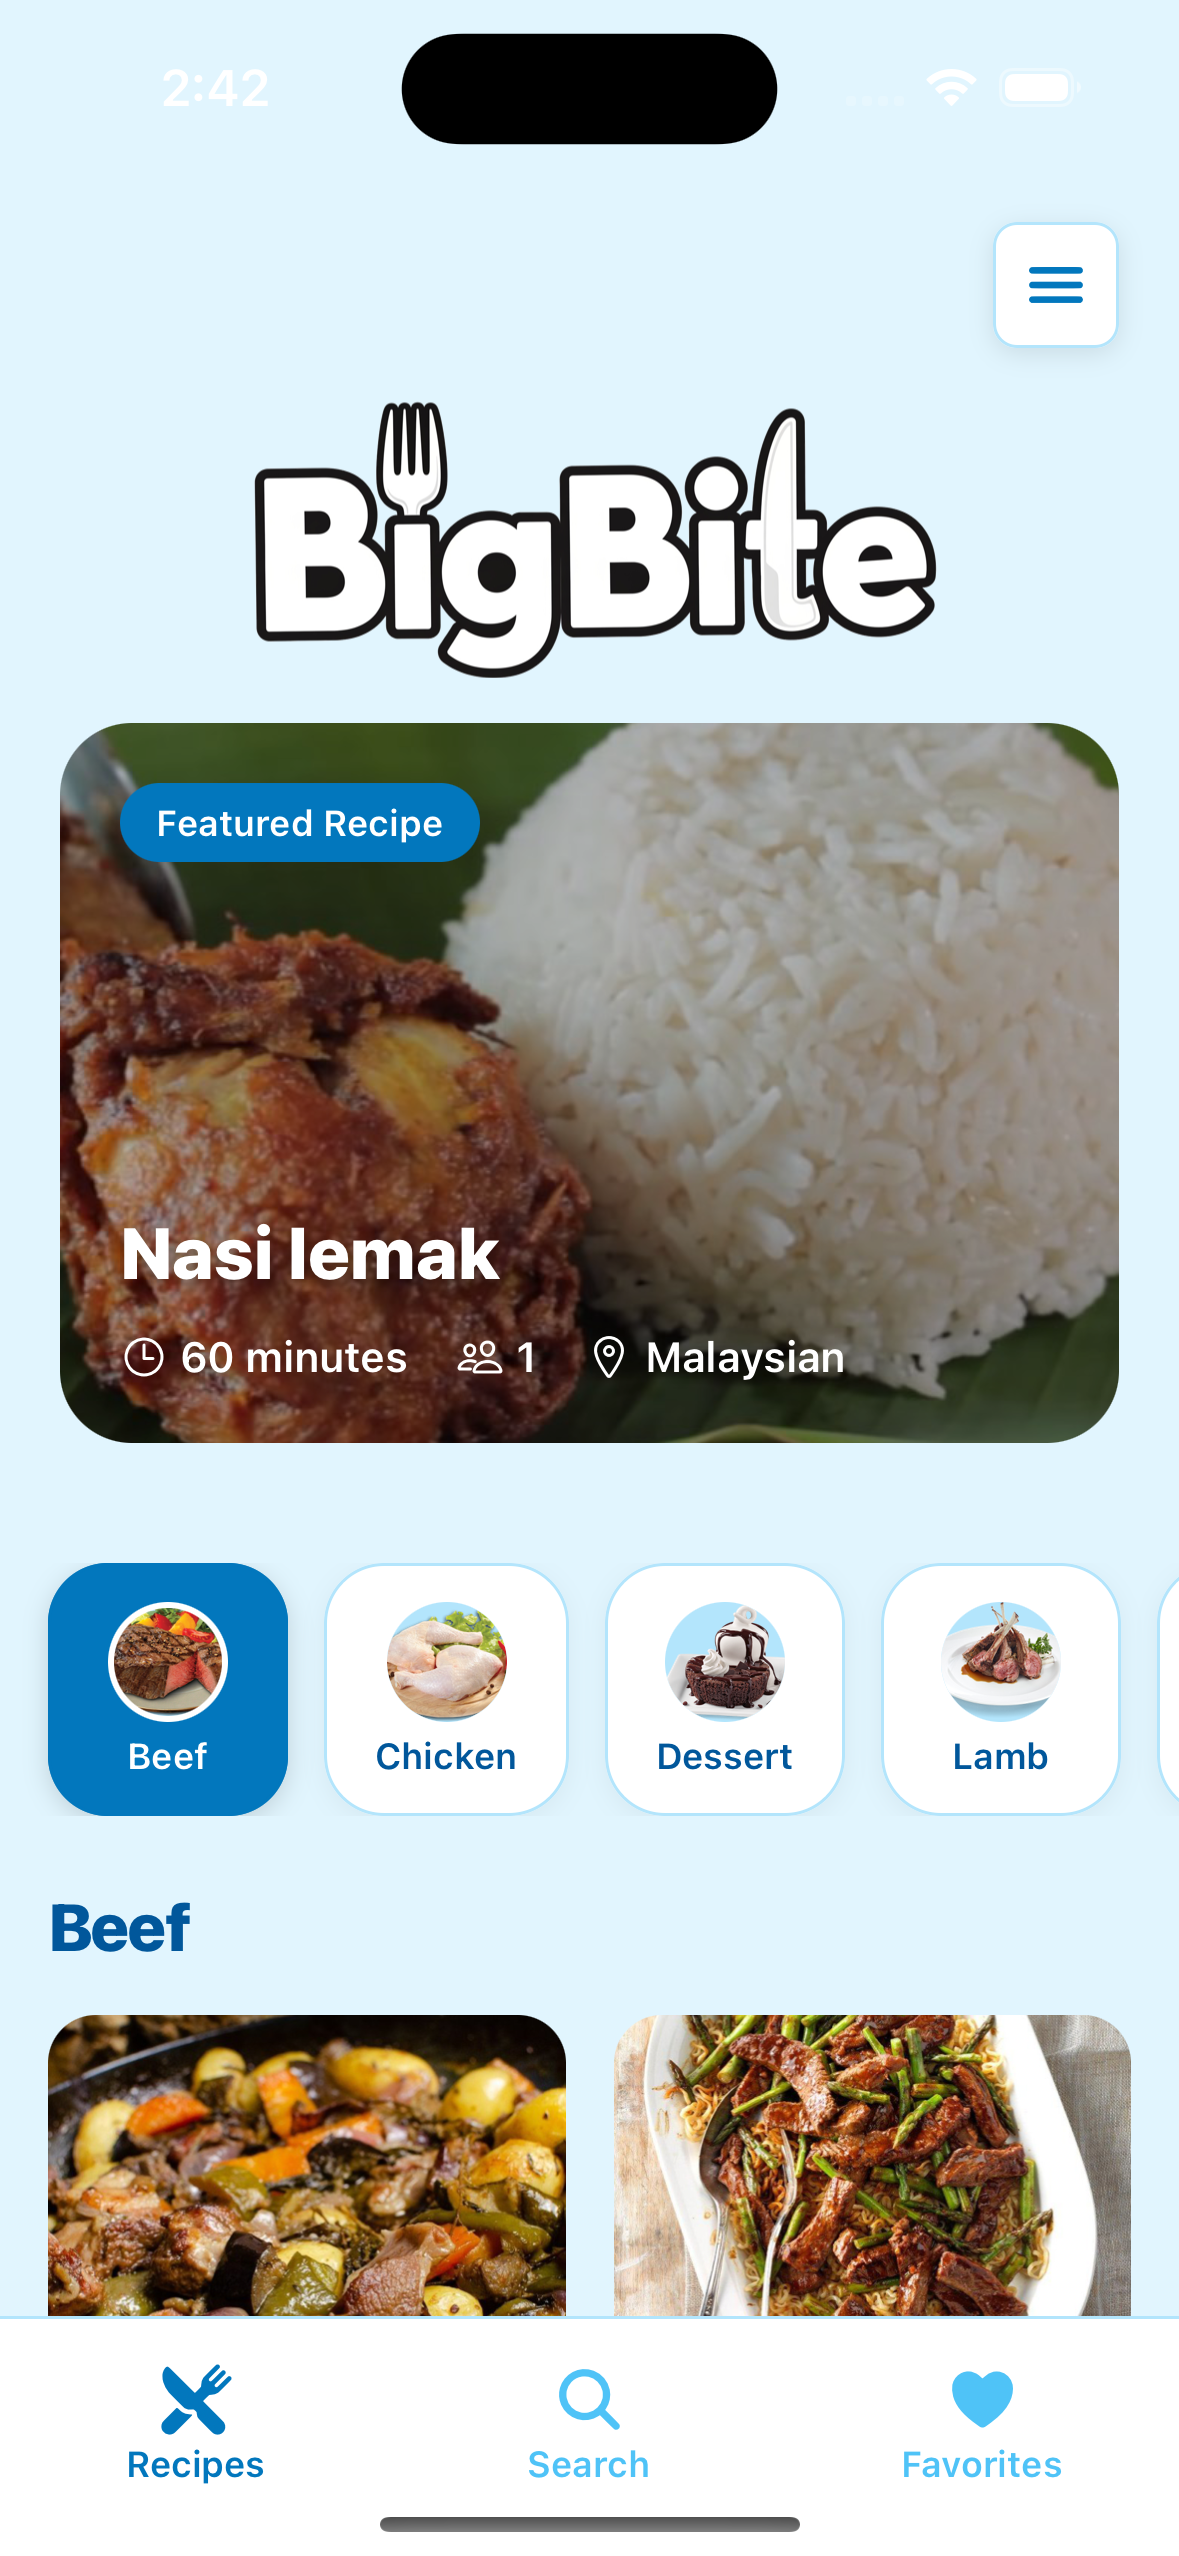 2:42
BigBite
Featured Recipe
Nasi lemak
60 minutes 1 Malaysian
Beef Chicken Dessert Lamb
Beef
Recipes Search Favorites